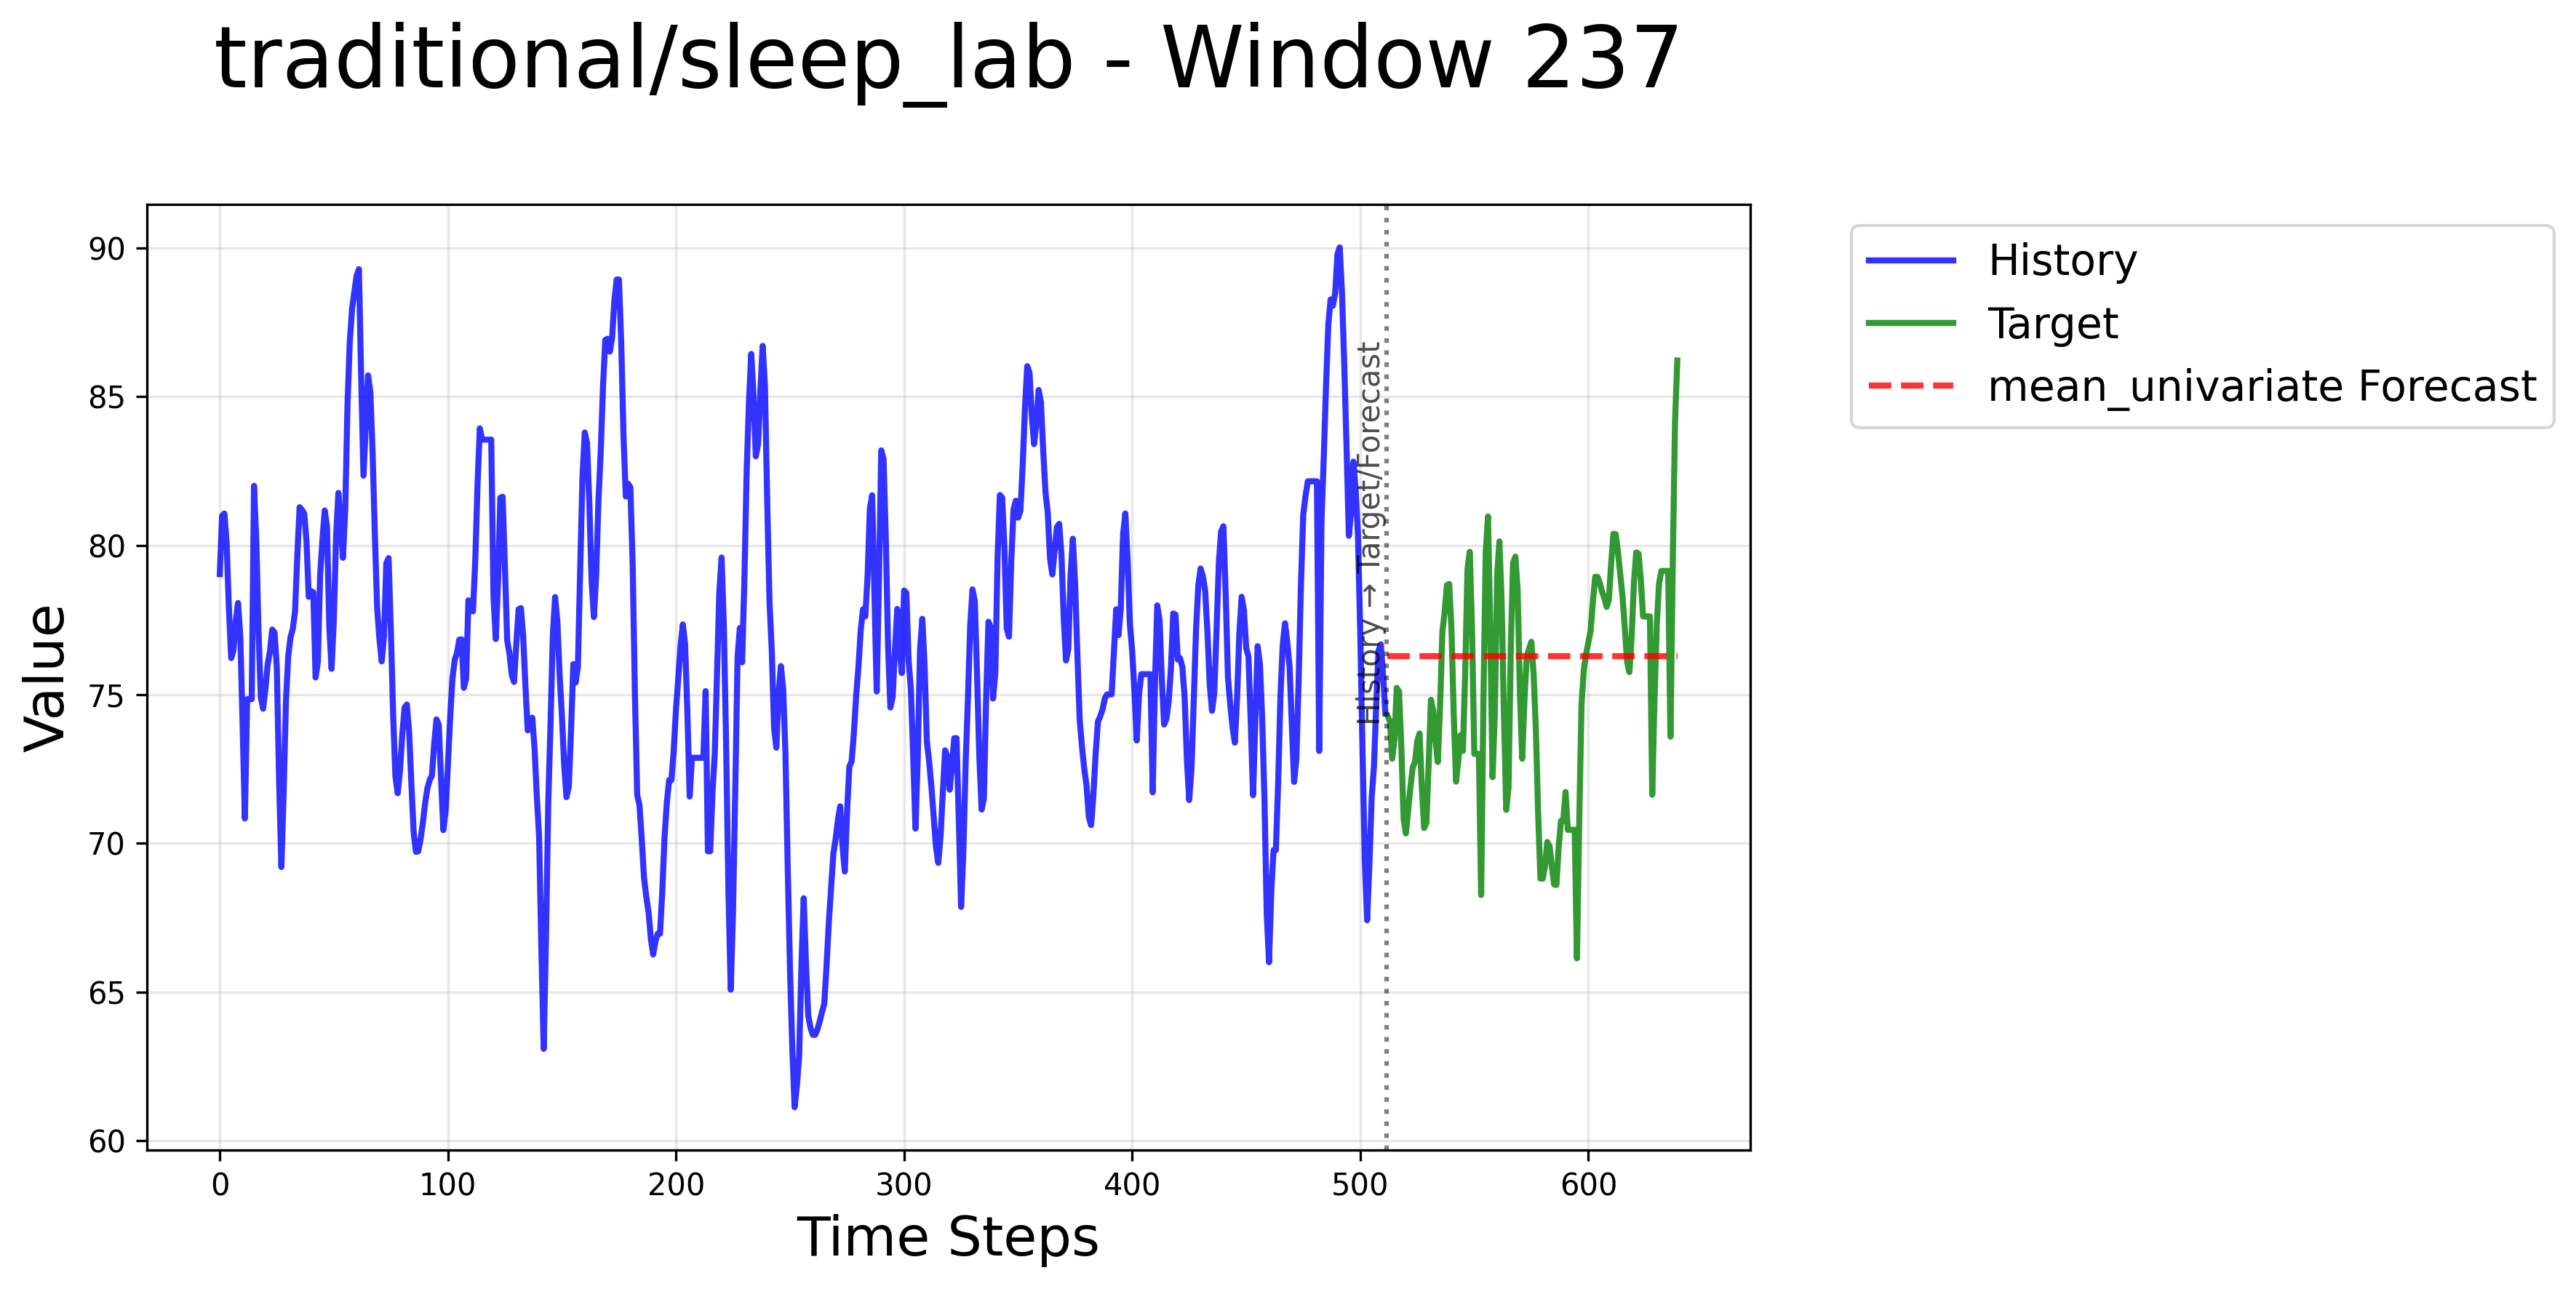 traditional/sleep_lab - Window 237
History
Target
mean_univariate Forecast
90
85
80
75
70
65
60
Value
History → Target/Forecast
0
100
200
300
400
500
600
Time Steps